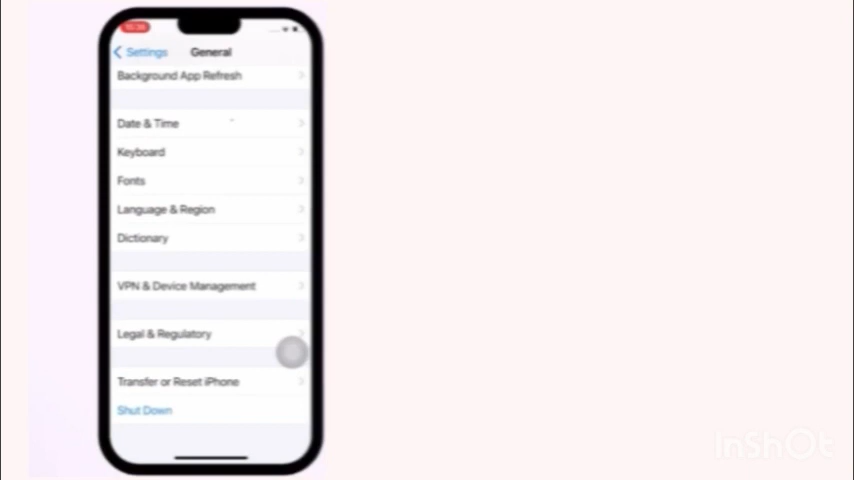 Settings
General
Background App Refresh
Date & Time
Keyboard
Fonts
Language & Region
Dictionary
VPN & Device Management
Legal & Regulatory
Transfer or Reset iPhone
Shut Down
InShOt